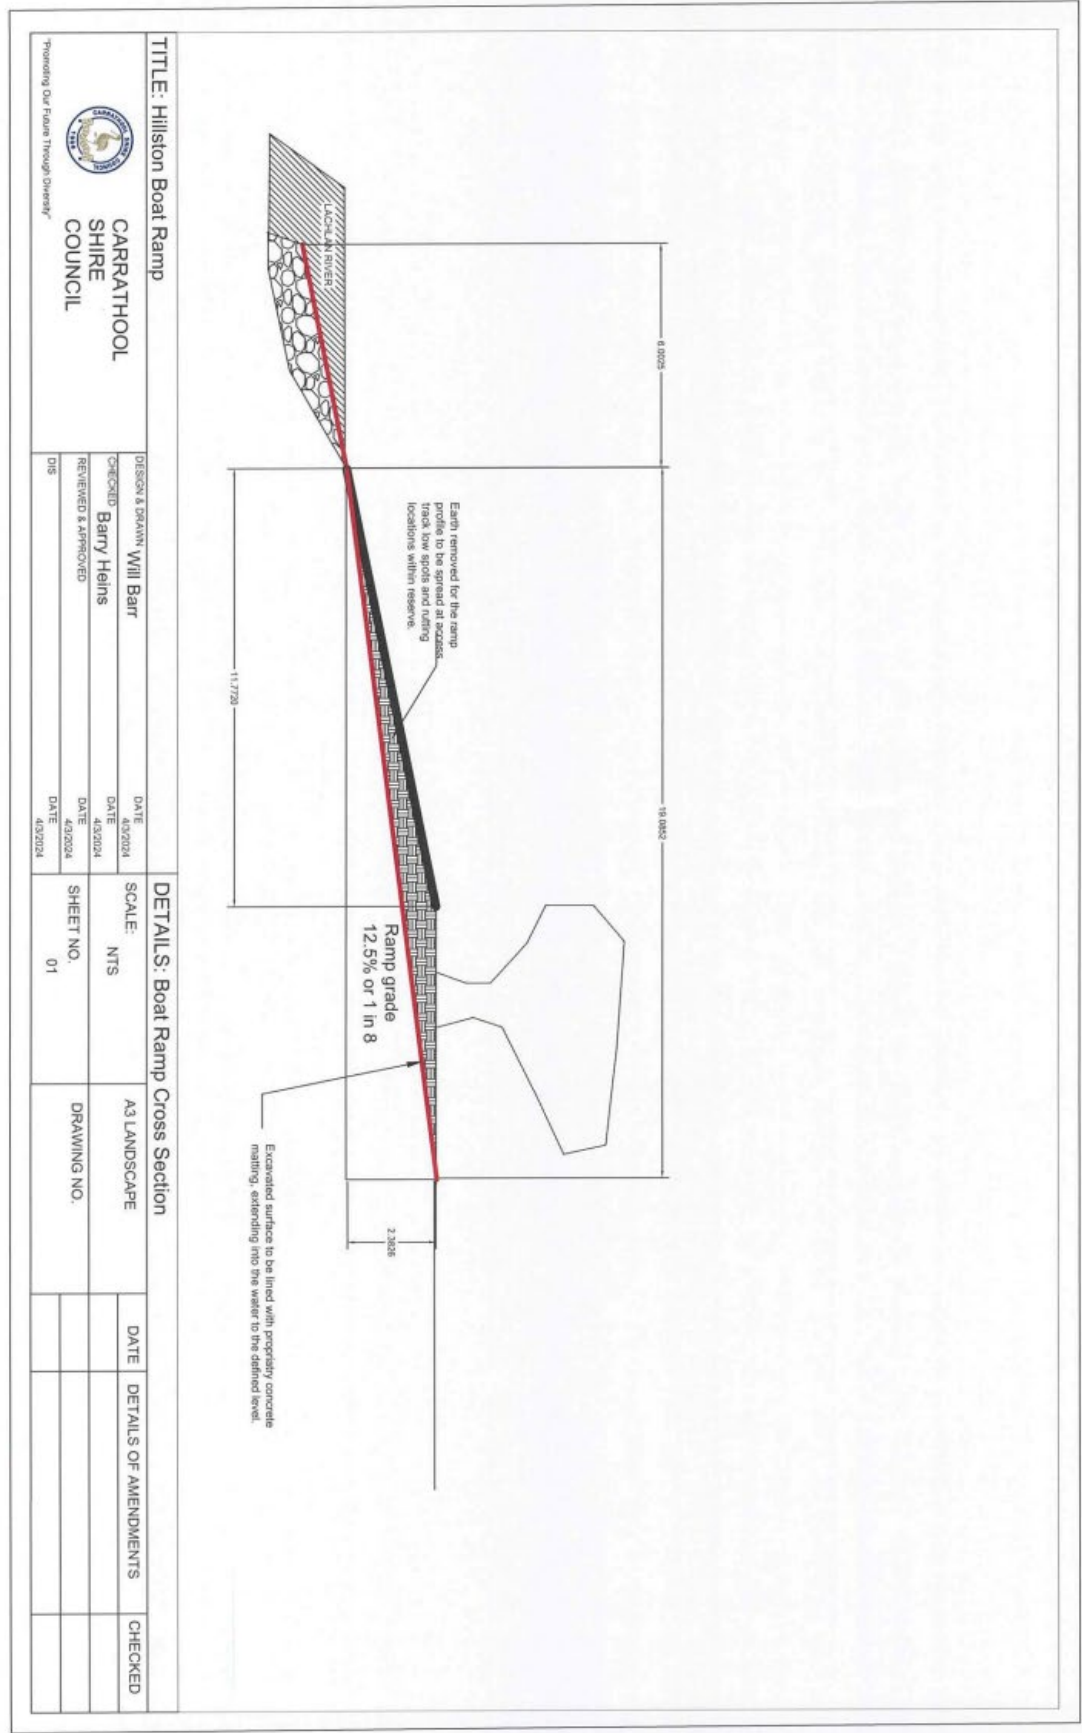 6.0025
19.0852
LACHLAN RIVER
Earth removed for the ramp
profile to be spread at access
track low spots and rutting
locations within reserve.
2.3826
Ramp grade
12.5% or 1 in 8
11.7720
Excavated surface to be lined with propriatry concrete
matting, extending into the water to the defined level.
TITLE: Hillston Boat Ramp
CARRATHOOL SHIRE COUNCIL
1906
CARRATHOOL
SHIRE
COUNCIL
"Promoting Our Future Through Diversity"
DESIGN & DRAWN Will Barr
DATE
4/3/2024
CHECKED Barry Heins
DATE
4/3/2024
REVIEWED & APPROVED
DATE
4/3/2024
DIS
DATE
4/3/2024
DETAILS: Boat Ramp Cross Section
SCALE: NTS
A3 LANDSCAPE
SHEET NO. 01
DRAWING NO.
DATE
DETAILS OF AMENDMENTS
CHECKED